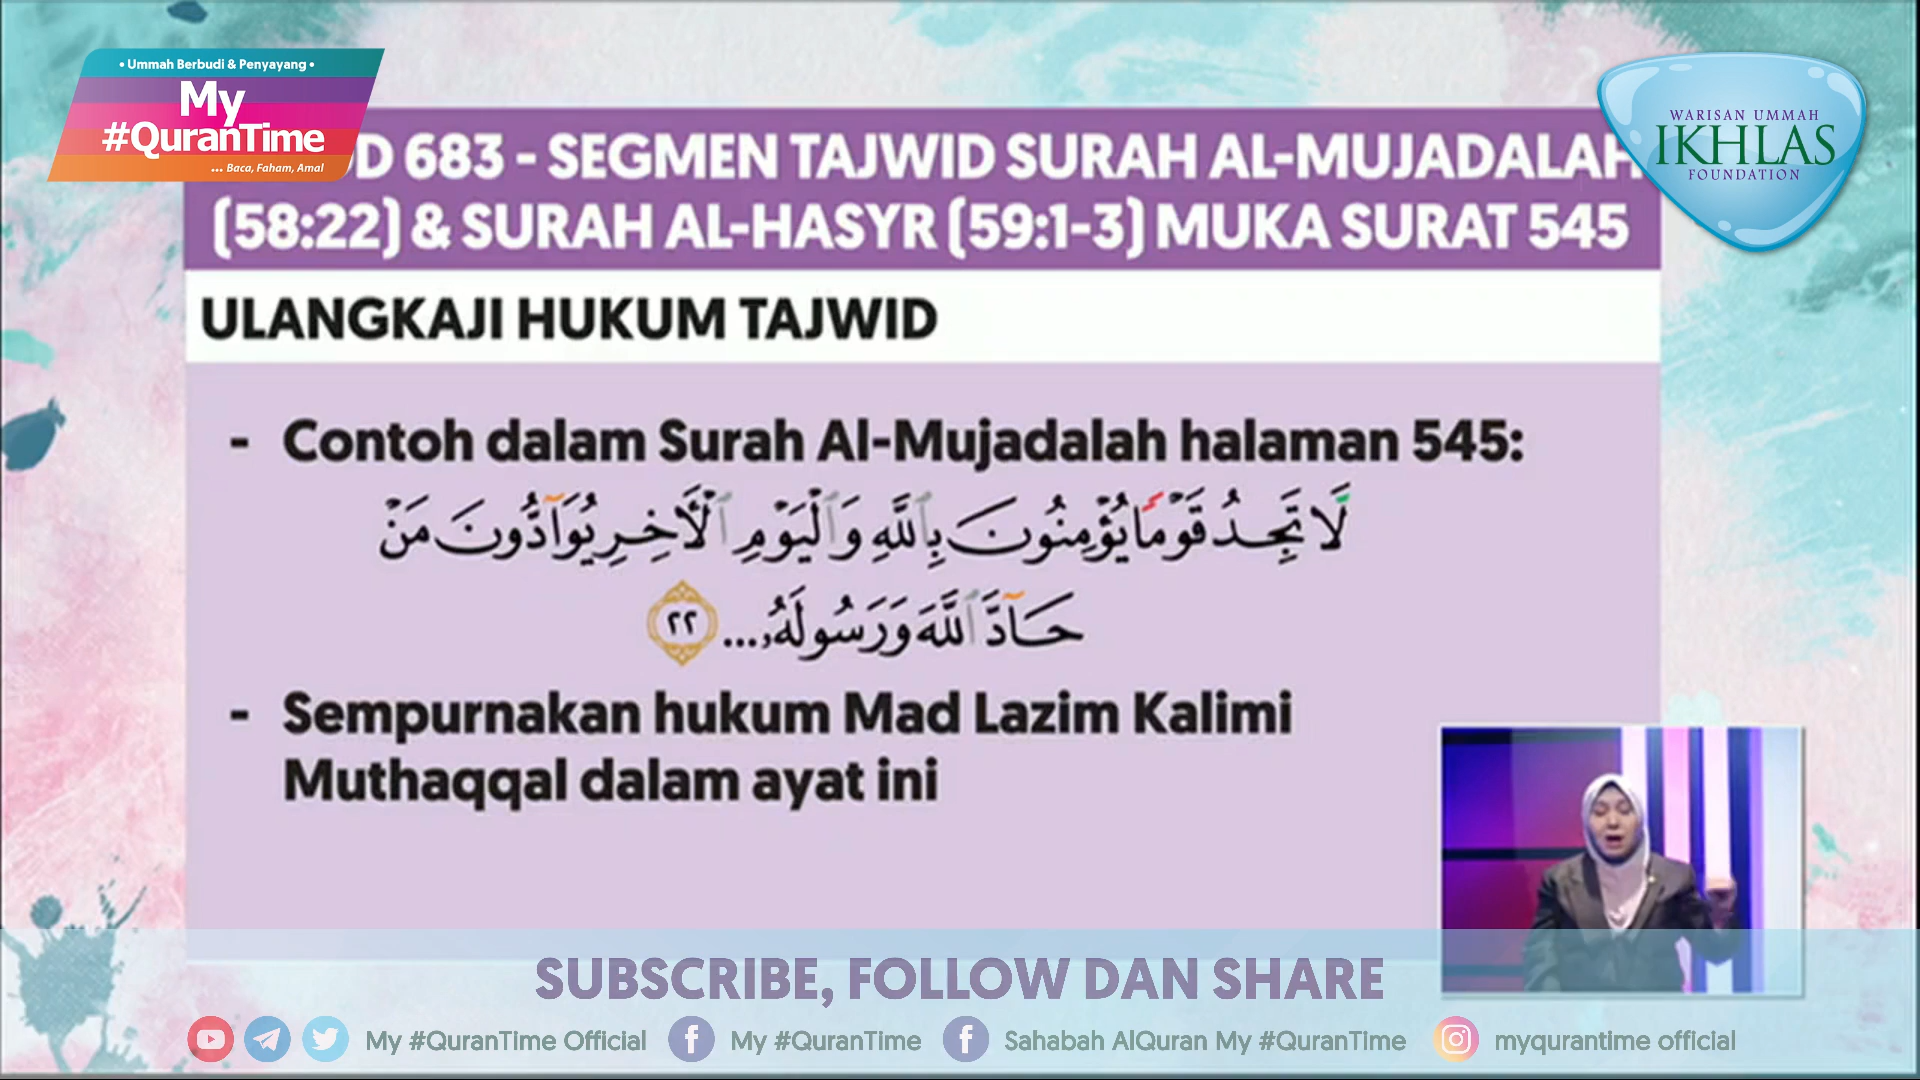 • Ummah Berbudi & Penyayang •
My
#QuranTime
... Baca, Faham, Amal
WARISAN UMMAH
IKHLAS
FOUNDATION
683 - SEGMEN TAJWID SURAH AL-MUJADALAH
(58:22) & SURAH AL-HASYR (59:1-3) MUKA SURAT 545
ULANGKAJI HUKUM TAJWID
- Contoh dalam Surah Al-Mujadalah halaman 545:
لَّا تَجِدُ قَوْمًا يُؤْمِنُونَ بِٱللَّهِ وَٱلْيَوْمِ ٱلْأَخِرِ يُوَآدُّونَ مَنْ
حَآدَّ ٱللَّهَ وَرَسُولَهُۥ... ٢٢
- Sempurnakan hukum Mad Lazim Kalimi
Muthaqqal dalam ayat ini
SUBSCRIBE, FOLLOW DAN SHARE
My #QuranTime Official My #QuranTime Sahabah AlQuran My #QuranTime myqurantime official